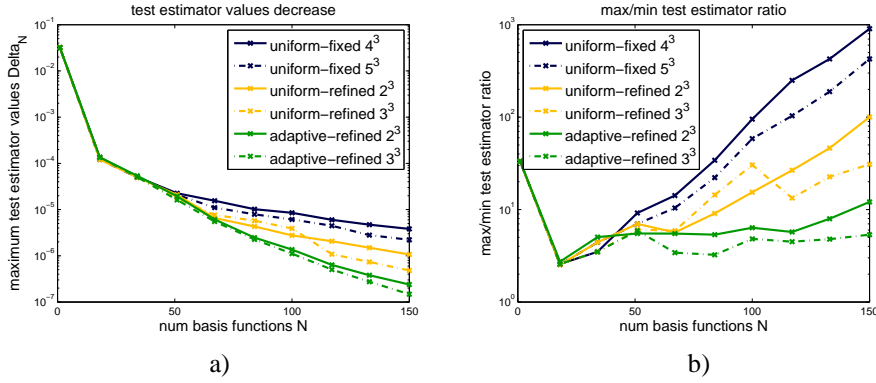 test estimator values decrease
maximum test estimator values Delta_N
10^-1
10^-2
10^-3
10^-4
10^-5
10^-6
10^-7
uniform−fixed 4^3
uniform−fixed 5^3
uniform−refined 2^3
uniform−refined 3^3
adaptive−refined 2^3
adaptive−refined 3^3
0 50 100 150
num basis functions N
a)
max/min test estimator ratio
max/min test estimator ratio
10^3
10^2
10^1
10^0
uniform−fixed 4^3
uniform−fixed 5^3
uniform−refined 2^3
uniform−refined 3^3
adaptive−refined 2^3
adaptive−refined 3^3
0 50 100 150
num basis functions N
b)